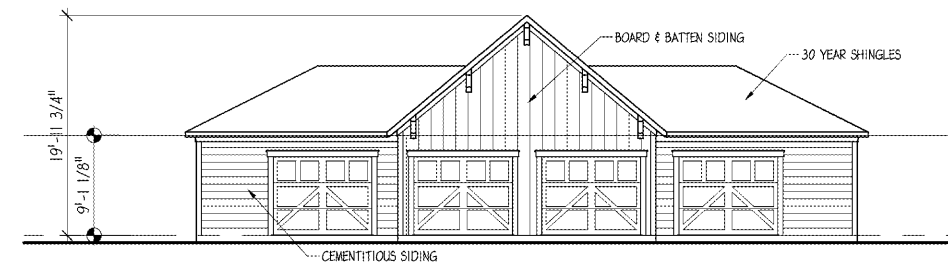 BOARD & BATTEN SIDING
30 YEAR SHINGLES
19'-11 3/4"
9'-1 1/8"
CEMENTITIOUS SIDING